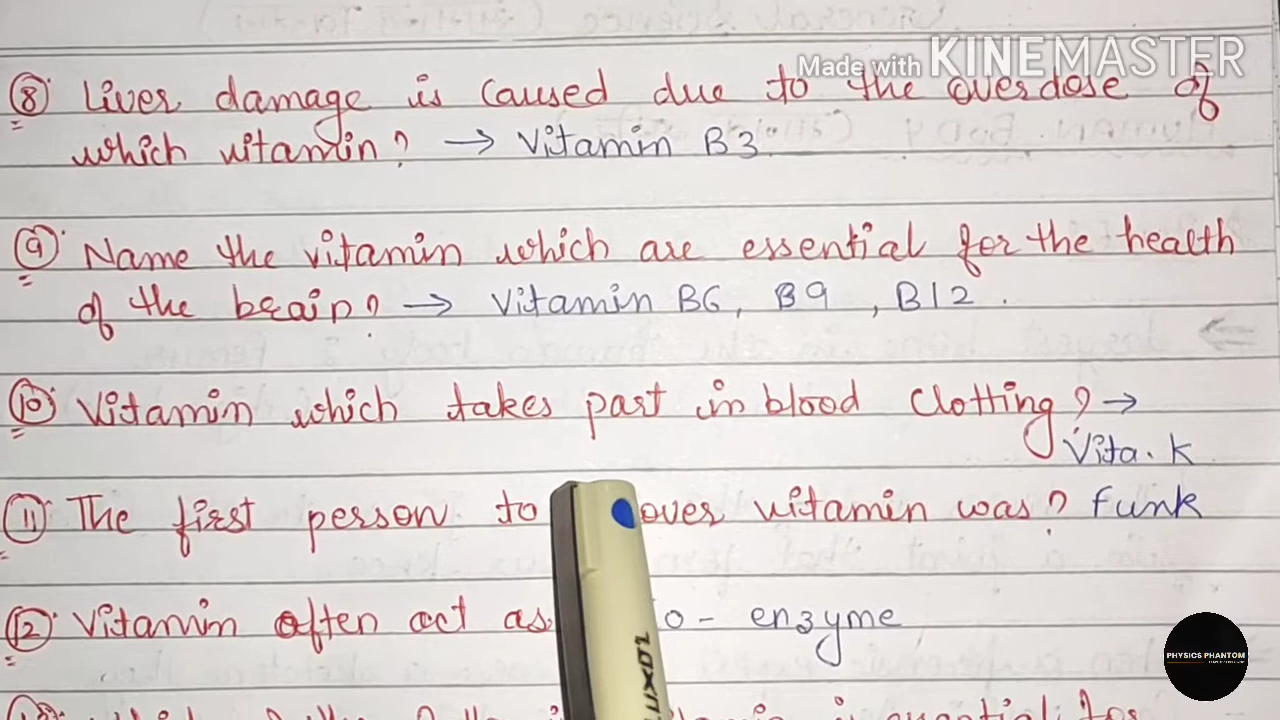 Made with KINEMASTER
⑧ Liver damage is caused due to the overdose of
which vitamin? → Vitamin B3
⑨ Name the vitamin which are essential for the health
of the brain? → Vitamin B6, B9, B12.
⑩ Vitamin which takes part in blood clotting? →
Vita. K
⑪ The first person to over vitamin was? Funk
⑫ Vitamin often act as o-enzyme
PHYSICS PHANTOM